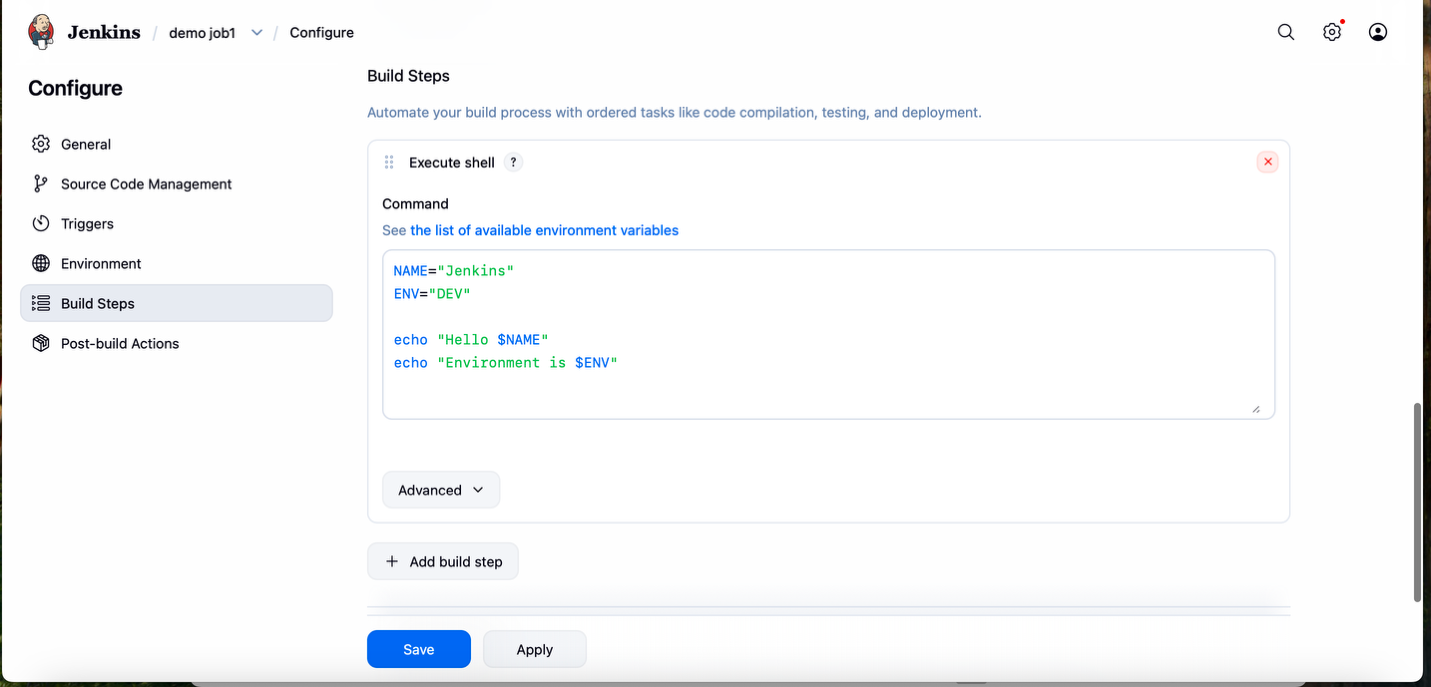 Jenkins / demo job1 / Configure
Configure
General
Source Code Management
Triggers
Environment
Build Steps
Post-build Actions
Build Steps
Automate your build process with ordered tasks like code compilation, testing, and deployment.
Execute shell ?
Command
See the list of available environment variables
NAME="Jenkins"
ENV="DEV"
echo "Hello $NAME"
echo "Environment is $ENV"
Advanced
+ Add build step
Save Apply